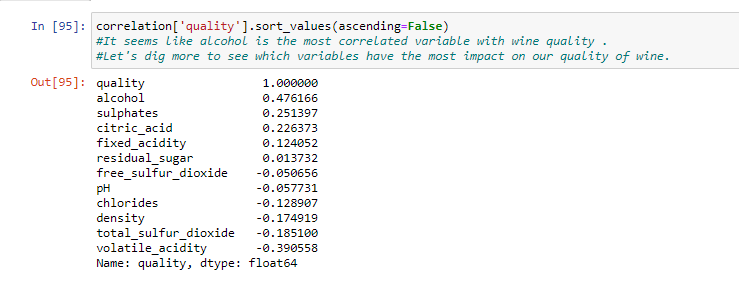 In [95]: correlation['quality'].sort_values(ascending=False)
#It seems like alcohol is the most correlated variable with wine quality .
#Let's dig more to see which variables have the most impact on our quality of wine.
Out[95]: quality 1.000000
alcohol 0.476166
sulphates 0.251397
citric_acid 0.226373
fixed_acidity 0.124052
residual_sugar 0.013732
free_sulfur_dioxide -0.050656
pH -0.057731
chlorides -0.128907
density -0.174919
total_sulfur_dioxide -0.185100
volatile_acidity -0.390558
Name: quality, dtype: float64